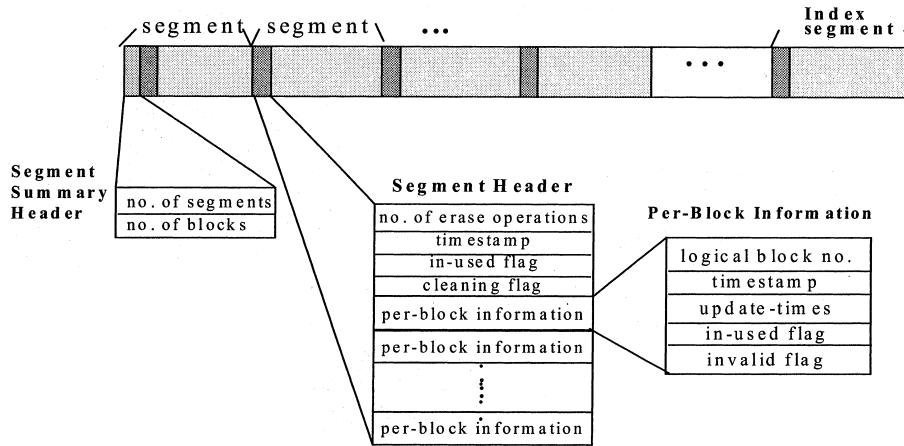 segment
segment
...
Index
segment
...
Segment
Summary
Header
no. of segments
no. of blocks
Segment Header
no. of erase operations
timestamp
in-used flag
cleaning flag
per-block information
per-block information
per-block information
Per-Block Information
logical block no.
timestamp
update-times
in-used flag
invalid flag